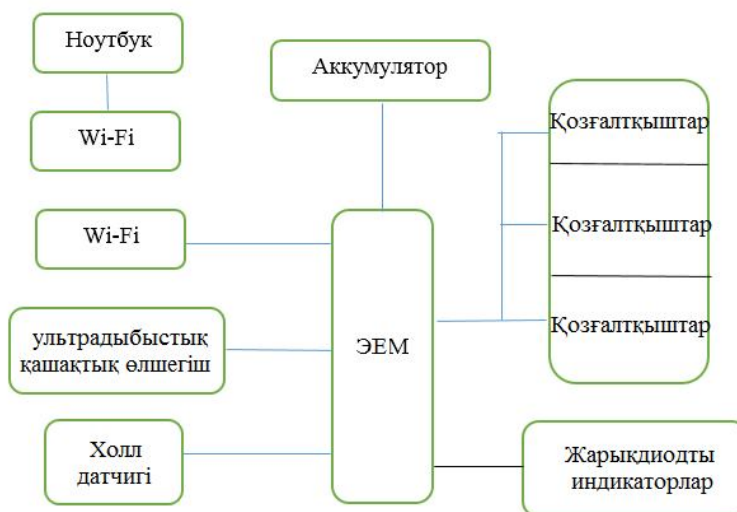 Ноутбук
Аккумулятор
Wi-Fi
Қозғалтқыштар
Wi-Fi
Қозғалтқыштар
ультрадыбыстық
қашақтық өлшегіш
ЭЕМ
Қозғалтқыштар
Холл
датчигі
Жарықдиодты
индикаторлар